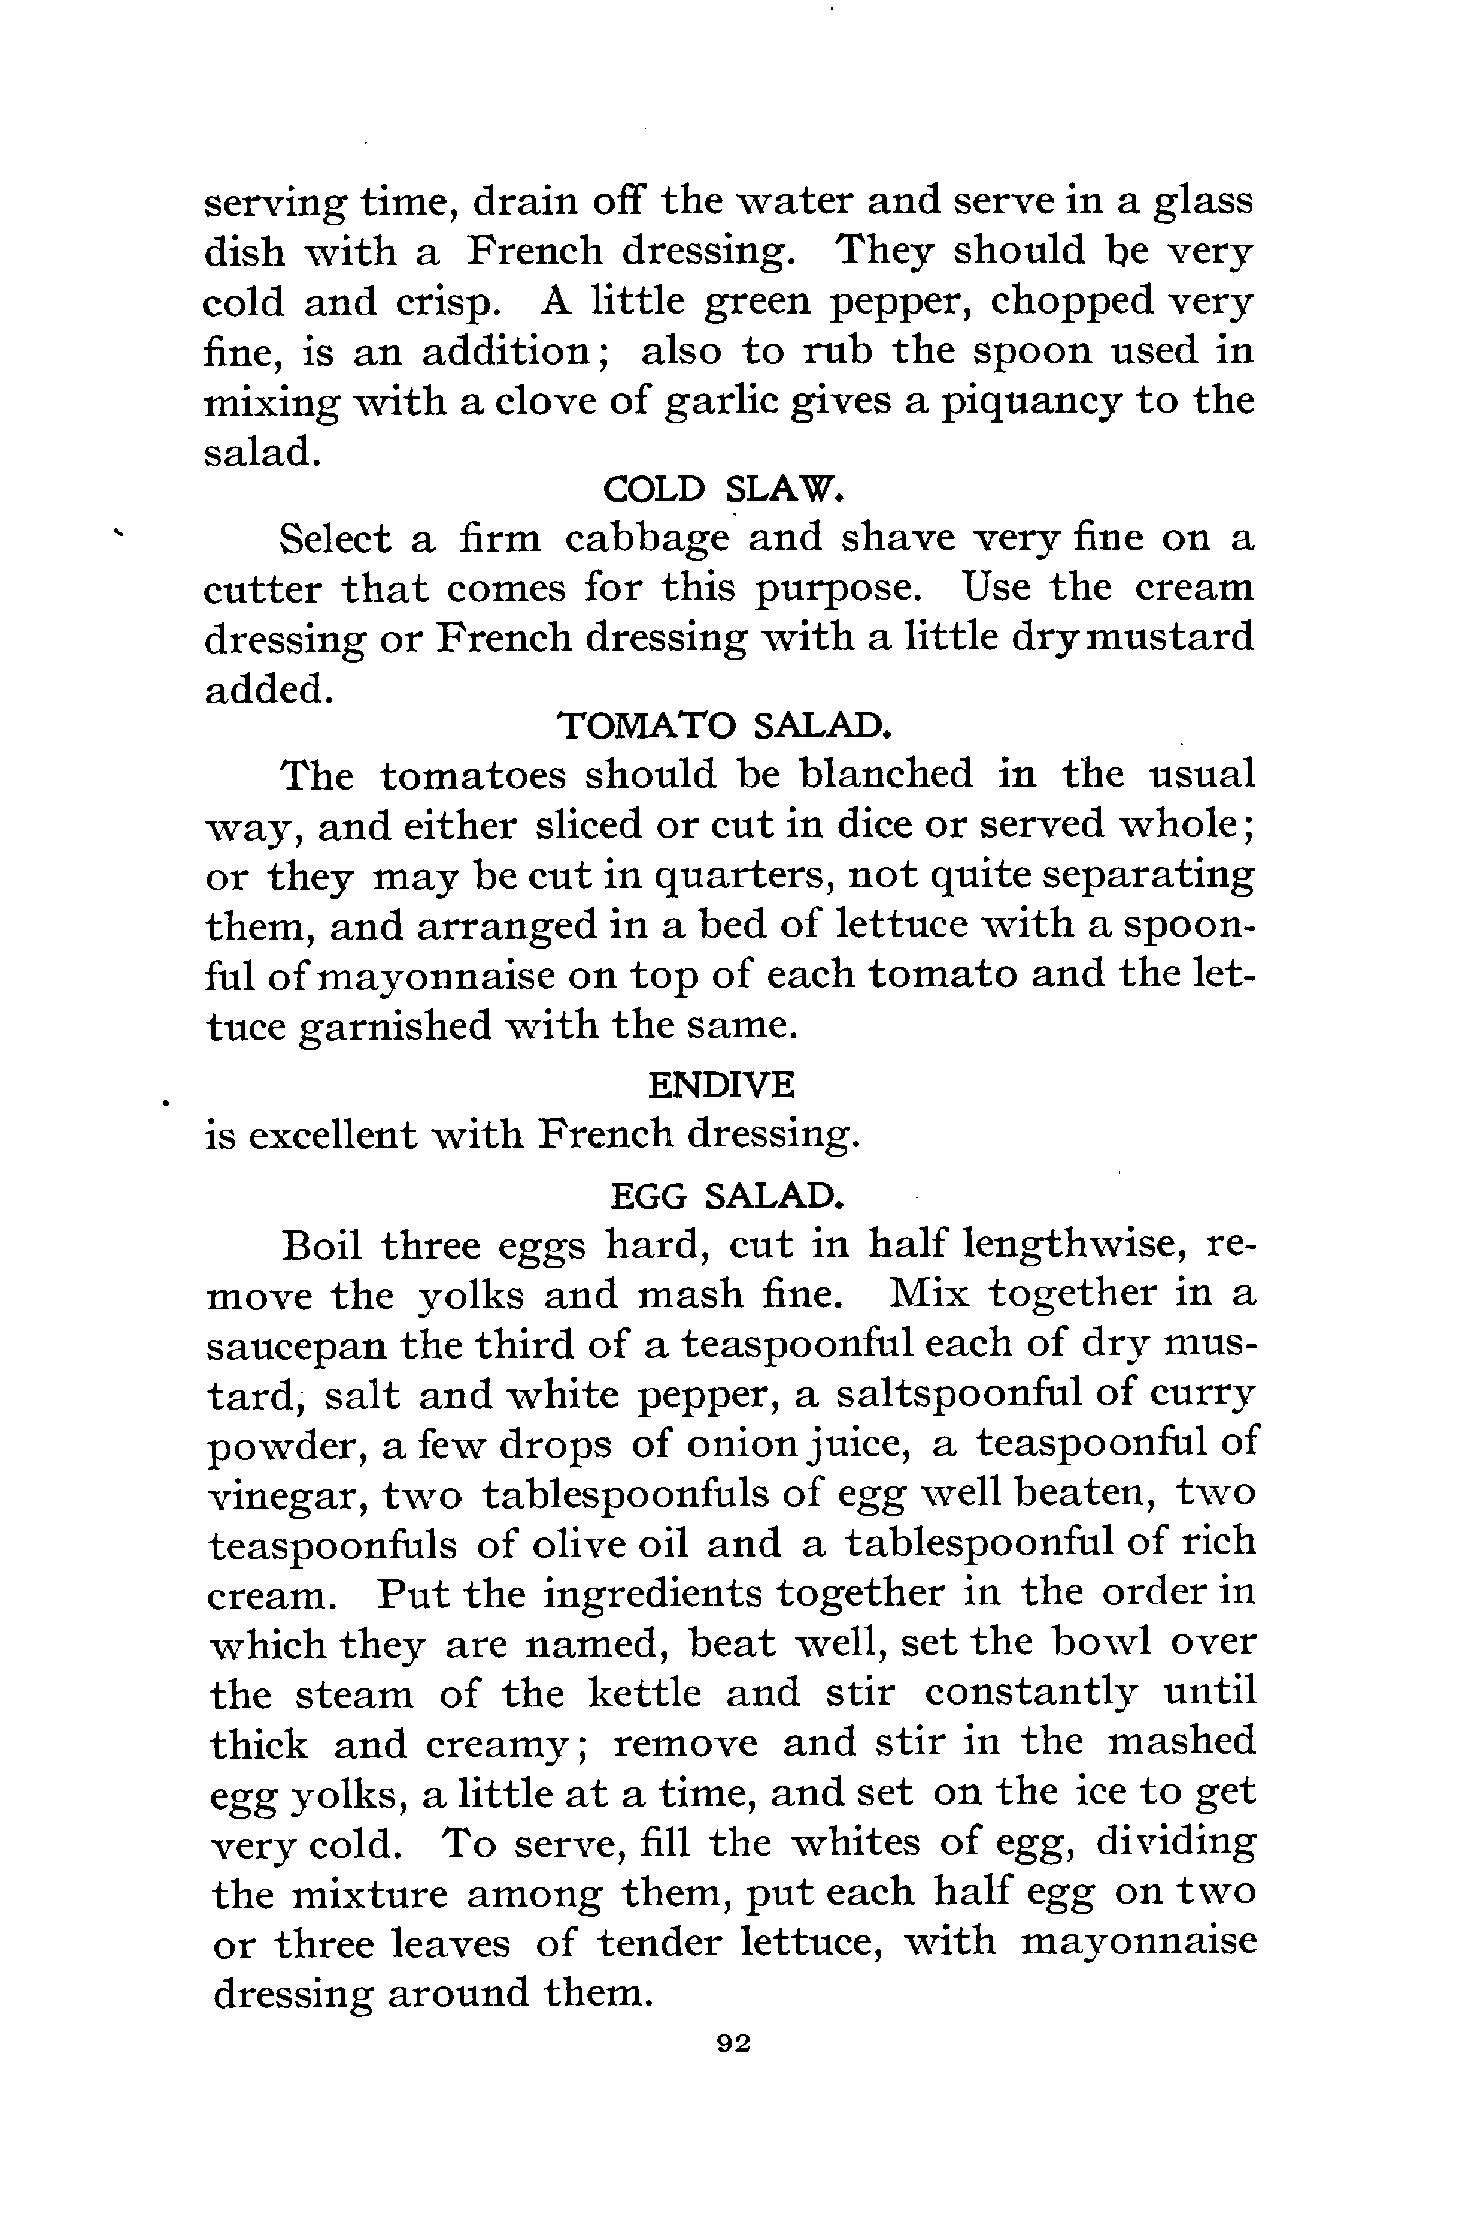 serving time, drain off the water and serve in a glass
dish with a French dressing. They should be very
cold and crisp. A little green pepper, chopped very
fine, is an addition; also to rub the spoon used in
mixing with a clove of garlic gives a piquancy to the
salad.
COLD SLAW.
Select a firm cabbage and shave very fine on a
cutter that comes for this purpose. Use the cream
dressing or French dressing with a little dry mustard
added.
TOMATO SALAD.
The tomatoes should be blanched in the usual
way, and either sliced or cut in dice or served whole;
or they may be cut in quarters, not quite separating
them, and arranged in a bed of lettuce with a spoon-
ful of mayonnaise on top of each tomato and the let-
tuce garnished with the same.
ENDIVE
is excellent with French dressing.
EGG SALAD.
Boil three eggs hard, cut in half lengthwise, re-
move the yolks and mash fine. Mix together in a
saucepan the third of a teaspoonful each of dry mus-
tard, salt and white pepper, a saltspoonful of curry
powder, a few drops of onion juice, a teaspoonful of
vinegar, two tablespoonfuls of egg well beaten, two
teaspoonfuls of olive oil and a tablespoonful of rich
cream. Put the ingredients together in the order in
which they are named, beat well, set the bowl over
the steam of the kettle and stir constantly until
thick and creamy; remove and stir in the mashed
egg yolks, a little at a time, and set on the ice to get
very cold. To serve, fill the whites of egg, dividing
the mixture among them, put each half egg on two
or three leaves of tender lettuce, with mayonnaise
dressing around them.
92